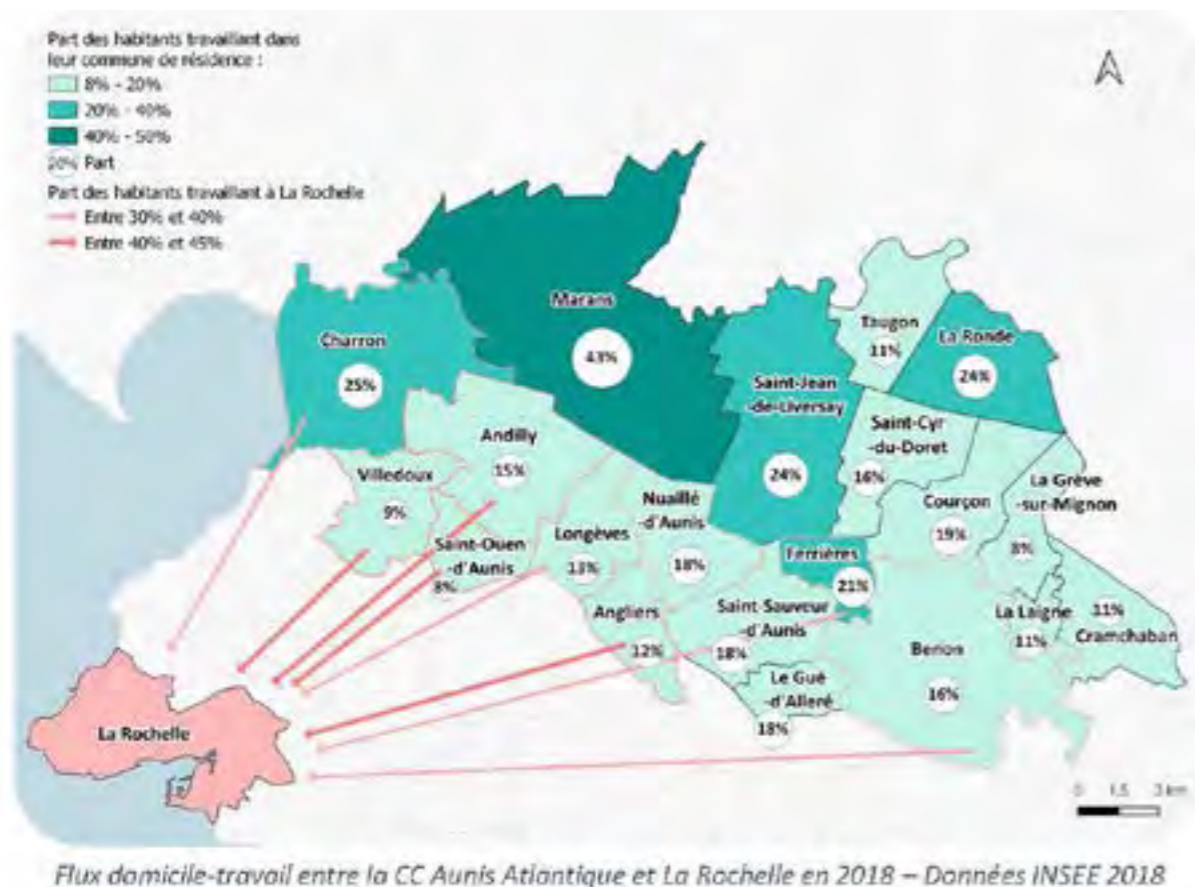 Part des habitants travaillant dans
leur commune de résidence :
8% - 20%
20% - 40%
40% - 50%
20% Part
Part des habitants travaillant à La Rochelle
Entre 30% et 40%
Entre 40% et 45%
Marans
43%
Charron
25%
Taugon
11%
La Ronde
24%
Saint-Jean
-de-Liversay
24%
Saint-Cyr
-du-Doret
16%
Andilly
15%
Villedoux
9%
Nuaillé
-d'Aunis
18%
Courçon
19%
La Grève
-sur-Mignon
8%
Saint-Ouen
-d'Aunis
8%
Longèves
13%
Ferrières
21%
Angliers
12%
Saint-Sauveur
-d'Aunis
18%
La Laigne
11%
11%
Cramchaban
Benon
16%
Le Gué
-d'Alleré
18%
La Rochelle
0 1,5 3 km
Flux domicile-travail entre la CC Aunis Atlantique et La Rochelle en 2018 – Données INSEE 2018